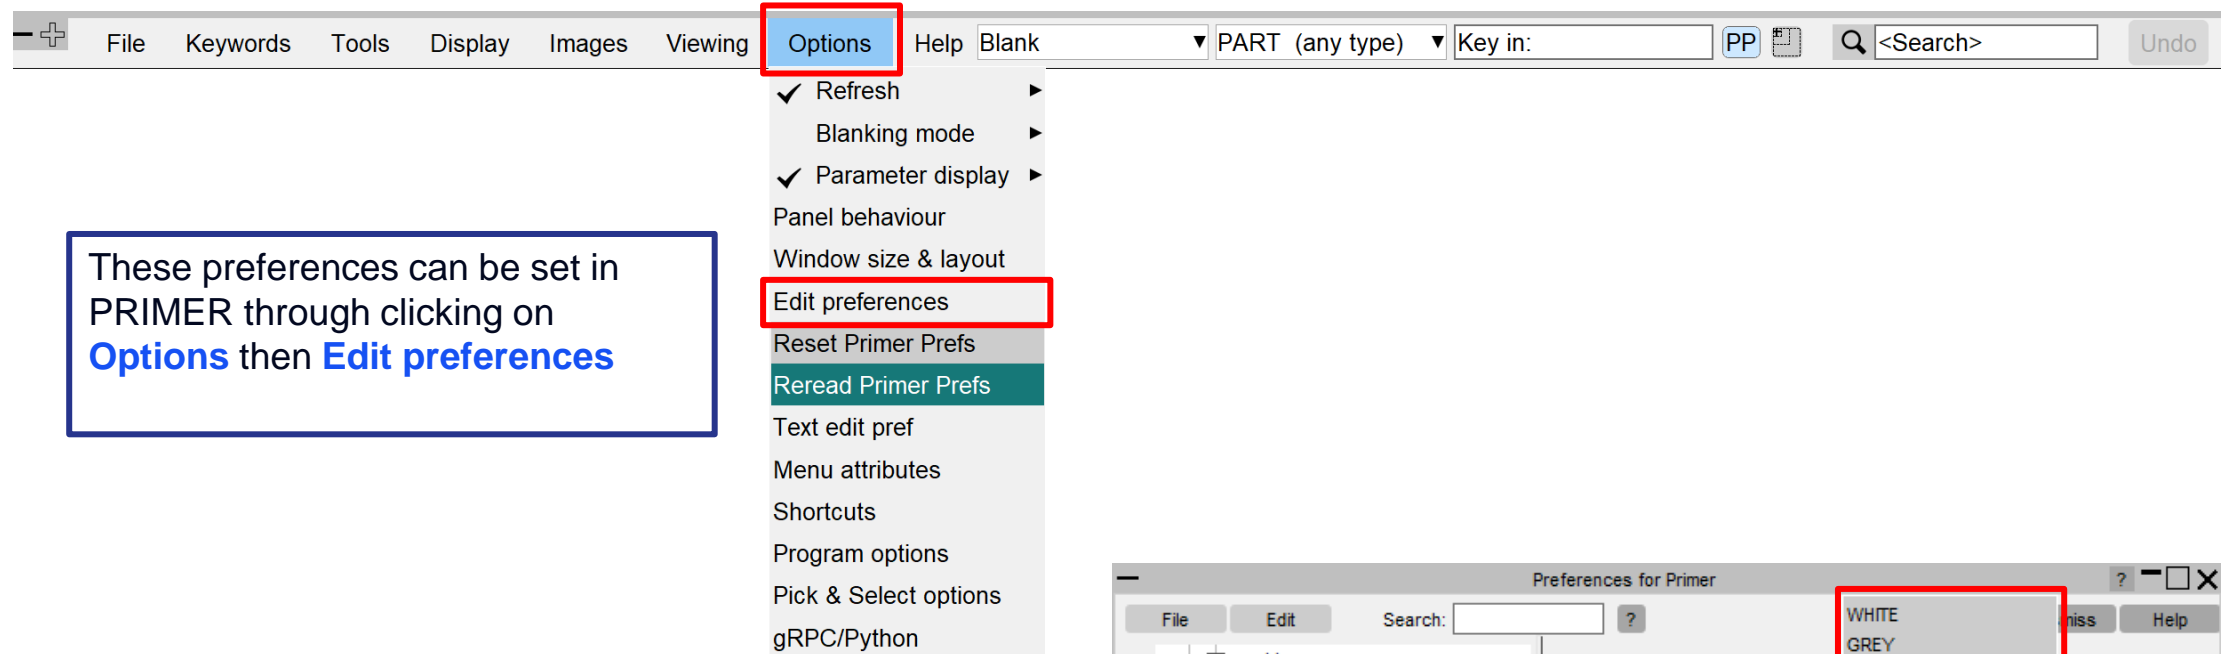 File Keywords Tools Display Images Viewing Options Help Blank PART (any type) Key in: PP <Search> Undo
Refresh
Blanking mode
Parameter display
Panel behaviour
Window size & layout
Edit preferences
Reset Primer Prefs
Reread Primer Prefs
Text edit pref
Menu attributes
Shortcuts
Program options
Pick & Select options
gRPC/Python
These preferences can be set in
PRIMER through clicking on
Options then Edit preferences
Preferences for Primer ?
File Edit Search: ? WHITE miss Help
GREY